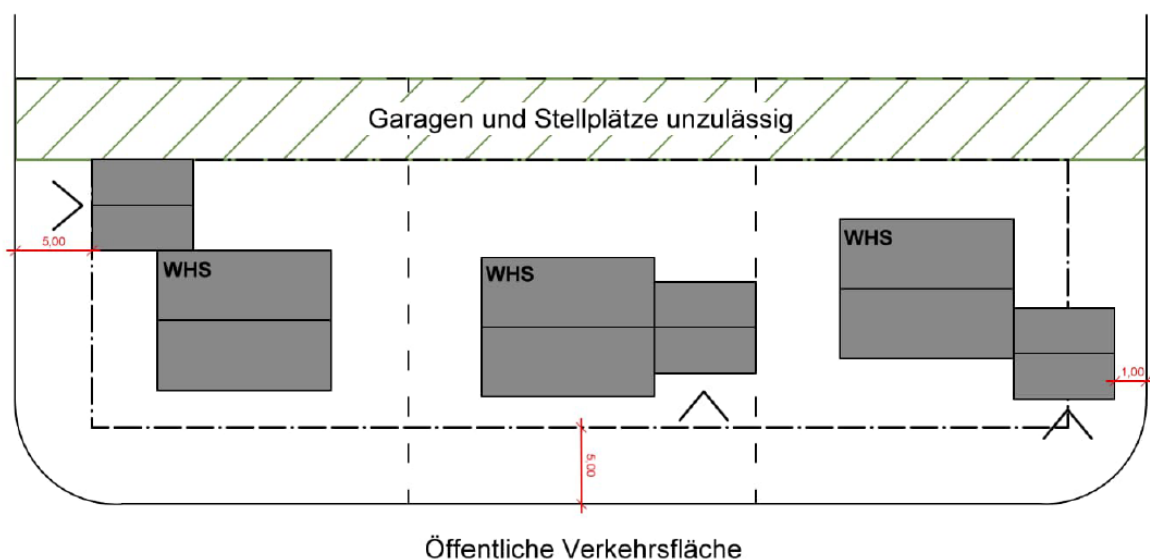 Garagen und Stellplätze unzulässig
5,00
WHS
WHS
WHS
1,00
5,00
Öffentliche Verkehrsfläche